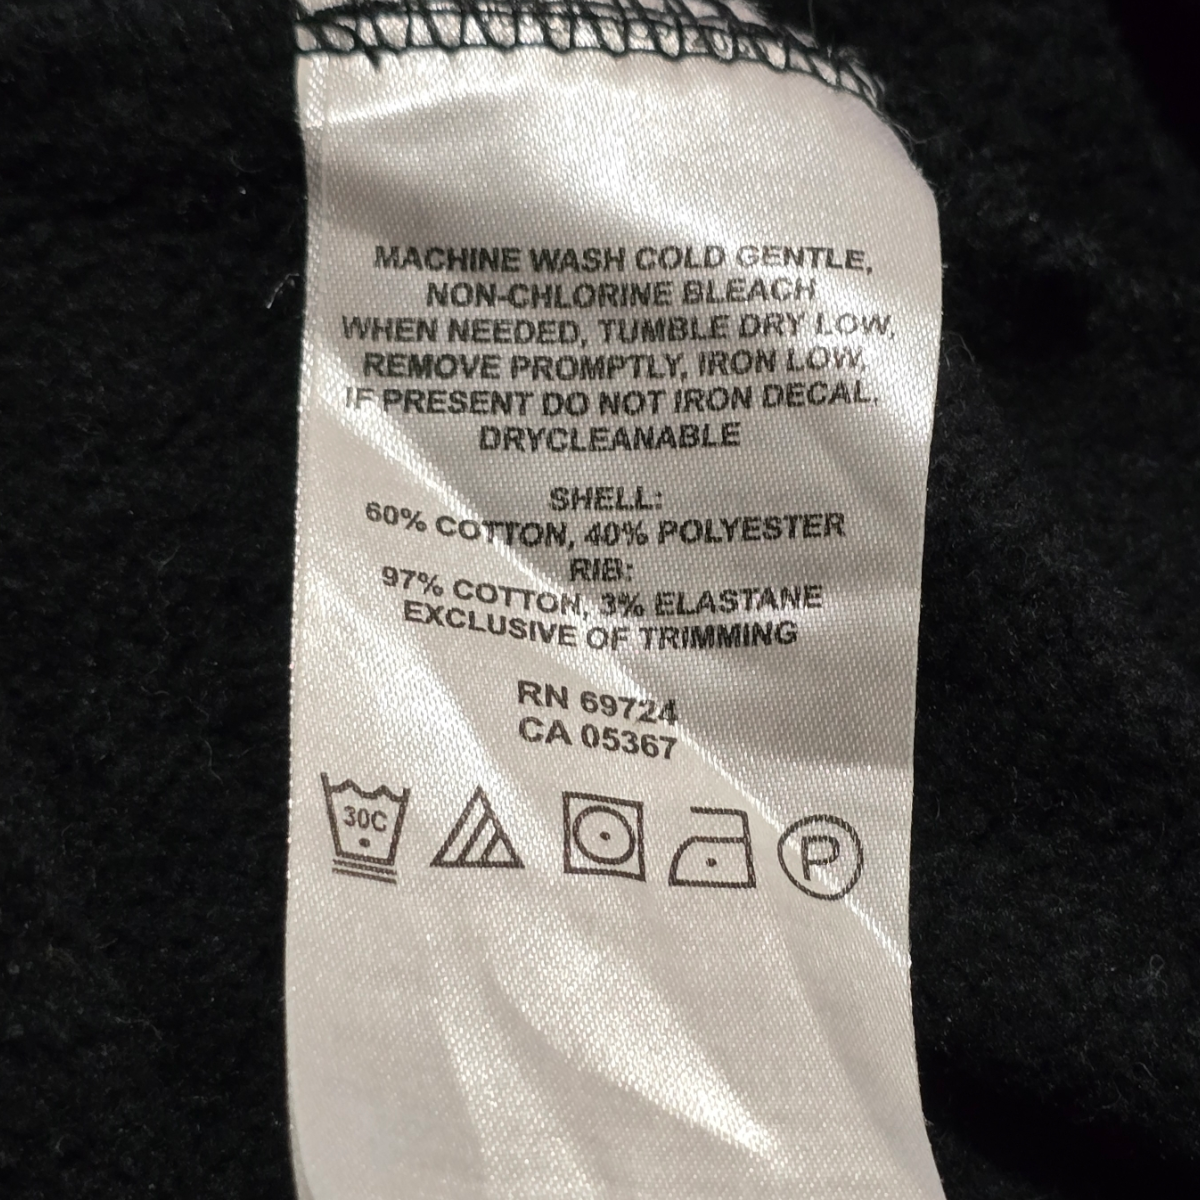 MACHINE WASH COLD GENTLE,
NON-CHLORINE BLEACH
WHEN NEEDED, TUMBLE DRY LOW,
REMOVE PROMPTLY, IRON LOW,
IF PRESENT DO NOT IRON DECAL.
DRYCLEANABLE
SHELL:
60% COTTON, 40% POLYESTER
RIB:
97% COTTON, 3% ELASTANE
EXCLUSIVE OF TRIMMING
RN 69724
CA 05367
30C P